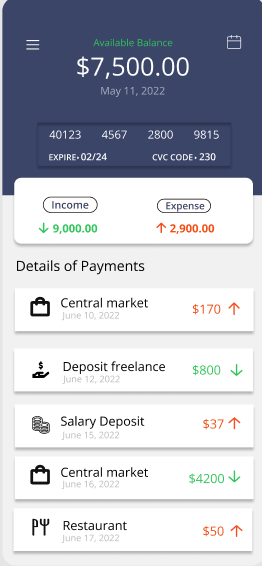 Available Balance
$7,500.00
May 11, 2022
40123 4567 2800 9815
EXPIRE• 02/24 CVC CODE• 230
Income Expense
9,000.00 2,900.00
Details of Payments
Central market
$170
June 10, 2022
Deposit freelance
$800
June 12, 2022
Salary Deposit
$37
June 15, 2022
Central market
$4200
June 16, 2022
Restaurant
$50
June 17, 2022